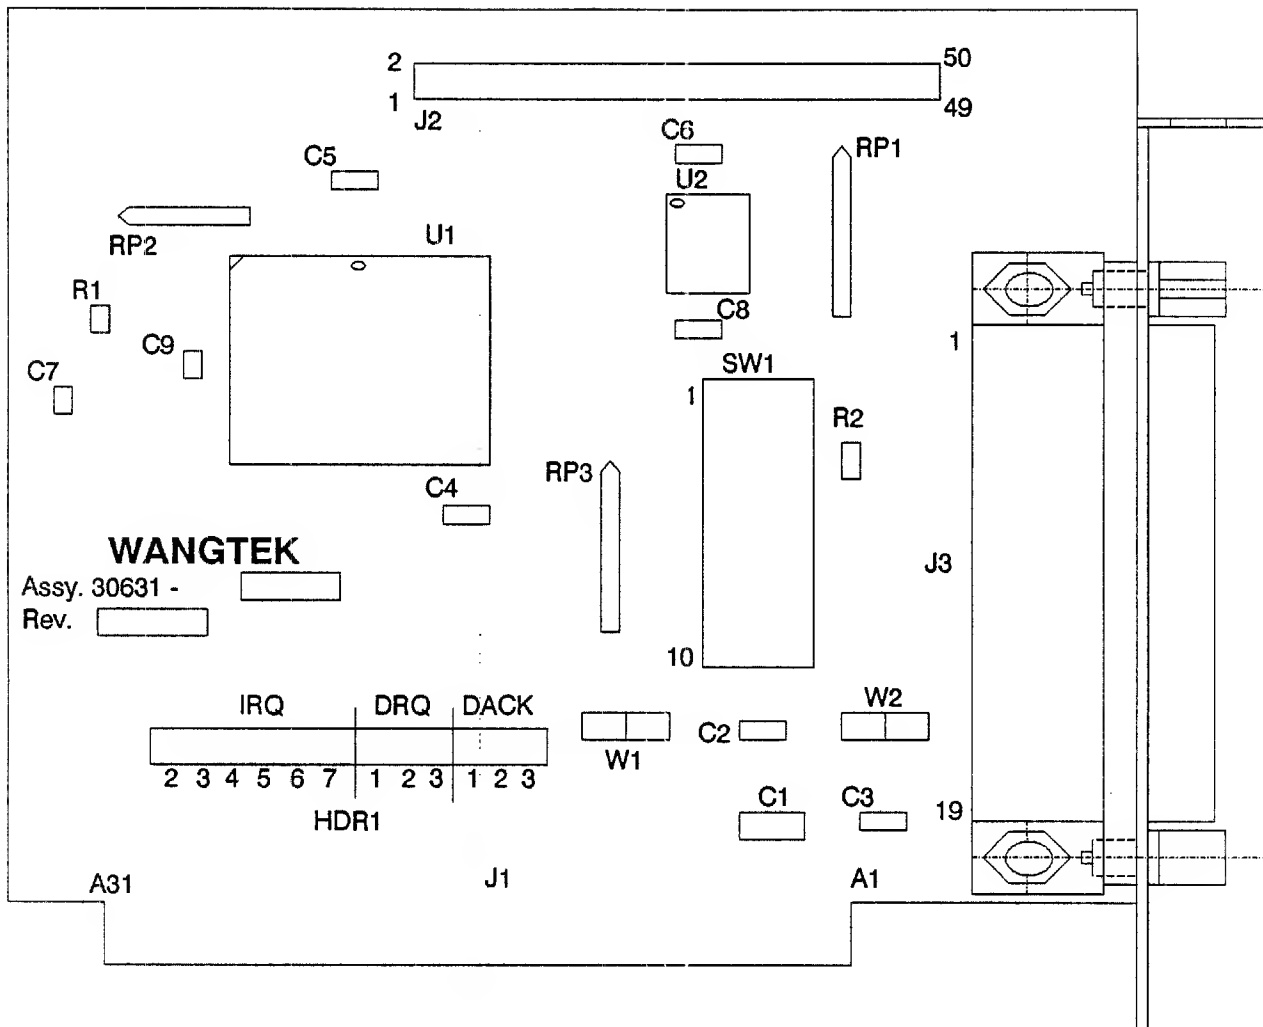 2
50
1
J2
49
C6
C5
U2
RP1
RP2
U1
R1
C8
C9
SW1
1
1
C7
R2
RP3
C4
WANGTEK
J3
Assy. 30631 -
Rev.
10
IRQ DRQ DACK
W2
C2
W1
2 3 4 5 6 7 1 2 3 1 2 3
HDR1
C1
C3
19
A31
J1
A1